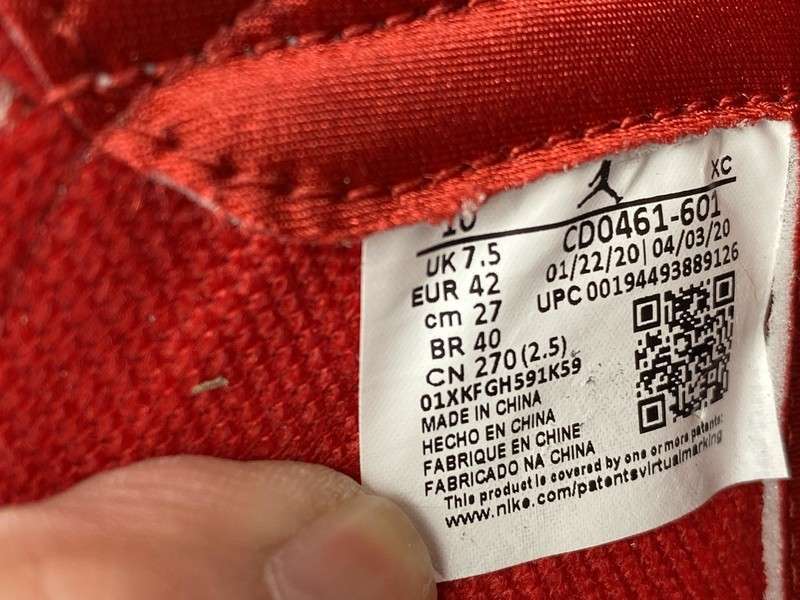 XC
10
UK 7.5
EUR 42
cm 27
BR 40
CN 270 (2.5)
CD0461-601
01/22/20 | 04/03/20
UPC 00194493889126
01XKFGH591K59
MADE IN CHINA
HECHO EN CHINA
FABRIQUE EN CHINE
FABRICADO NA CHINA
This product is covered by one or more patents:
www.nike.com/patentsvirtualmarking